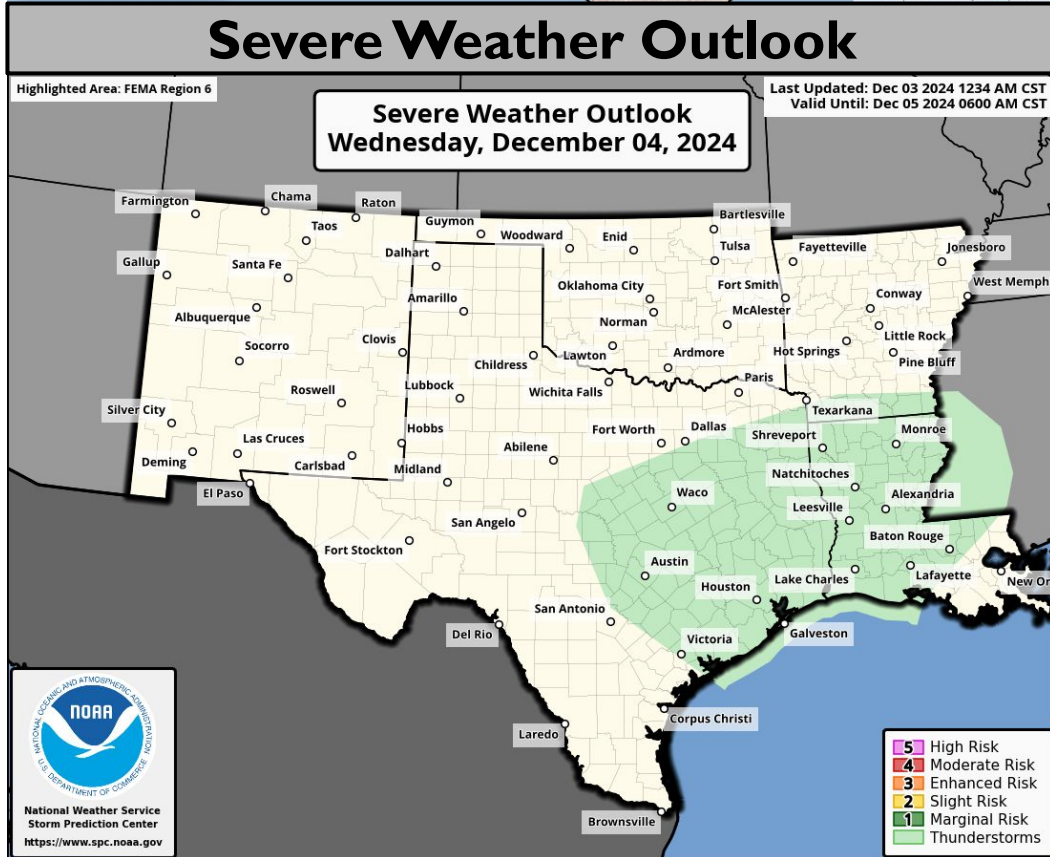 Severe Weather Outlook
Highlighted Area: FEMA Region 6
Last Updated: Dec 03 2024 1234 AM CST
Valid Until: Dec 05 2024 0600 AM CST
Severe Weather Outlook
Wednesday, December 04, 2024
Farmington
Chama
Raton
Taos
Guymon
Woodward
Enid
Bartlesville
Tulsa
Fayetteville
Jonesboro
Gallup
Santa Fe
Dalhart
Oklahoma City
Fort Smith
West Memph
Albuquerque
Amarillo
Norman
McAlester
Conway
Socorro
Clovis
Childress
Lawton
Ardmore
Hot Springs
Little Rock
Pine Bluff
Roswell
Lubbock
Wichita Falls
Paris
Silver City
Texarkana
Las Cruces
Hobbs
Abilene
Fort Worth
Dallas
Shreveport
Monroe
Deming
Carlsbad
Midland
Natchitoches
El Paso
Waco
Alexandria
San Angelo
Leesville
Fort Stockton
Baton Rouge
Austin
Houston
Lake Charles
Lafayette
New Or
San Antonio
Del Rio
Victoria
Galveston
Corpus Christi
Laredo
Brownsville
NATIONAL OCEANIC AND ATMOSPHERIC ADMINISTRATION
NOAA
U.S. DEPARTMENT OF COMMERCE
National Weather Service
Storm Prediction Center
https://www.spc.noaa.gov
5 High Risk
4 Moderate Risk
3 Enhanced Risk
2 Slight Risk
1 Marginal Risk
Thunderstorms